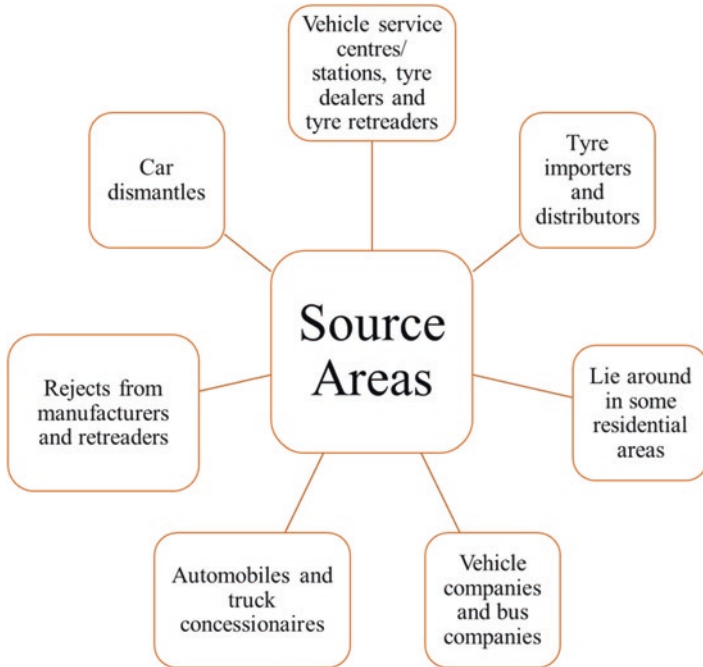 Vehicle service
centres/
stations, tyre
dealers and
tyre retreaders
Car
dismantles
Tyre
importers
and
distributors
Source
Areas
Rejects from
manufacturers
and retreaders
Lie around
in some
residential
areas
Automobiles and
truck
concessionaires
Vehicle
companies
and bus
companies